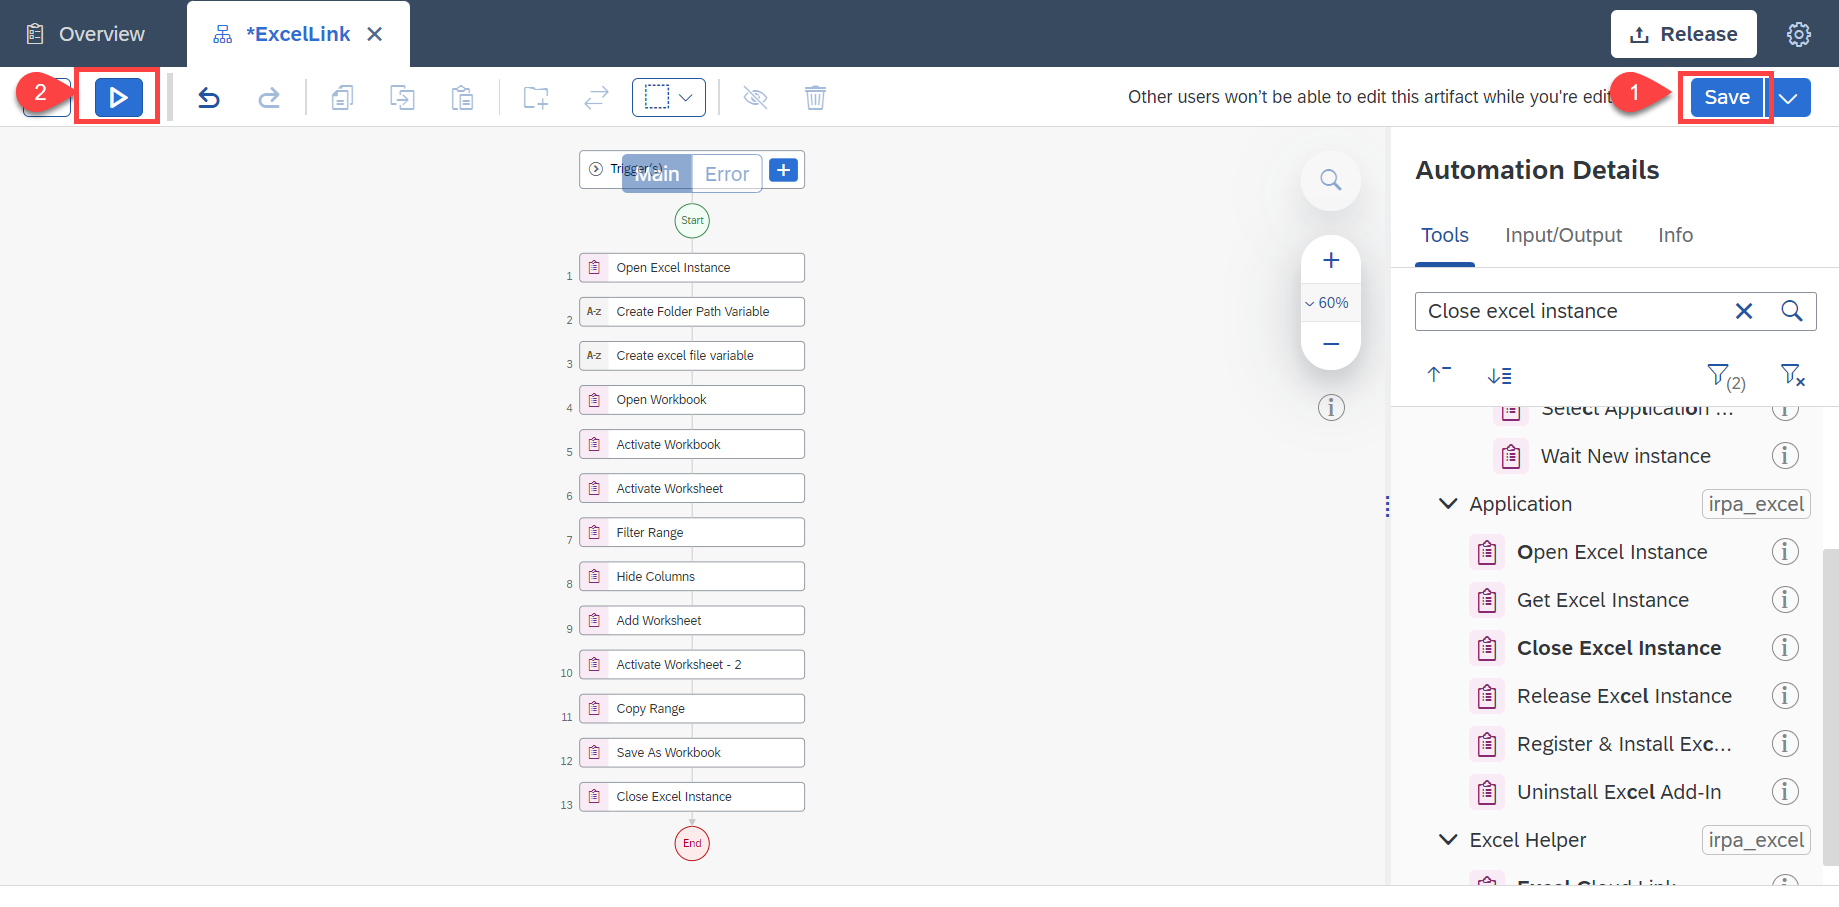 Overview
*ExcelLink
Release
2
Other users won't be able to edit this artifact while you're edit
1
Save
Trigger(s)
Main
Error
Start
1 Open Excel Instance
2 A-z Create Folder Path Variable
3 A-z Create excel file variable
4 Open Workbook
5 Activate Workbook
6 Activate Worksheet
7 Filter Range
8 Hide Columns
9 Add Worksheet
10 Activate Worksheet - 2
11 Copy Range
12 Save As Workbook
13 Close Excel Instance
End
60%
Automation Details
Tools Input/Output Info
Close excel instance
(2)
Select Application ...
Wait New instance
Application irpa_excel
Open Excel Instance
Get Excel Instance
Close Excel Instance
Release Excel Instance
Register & Install Exc...
Uninstall Excel Add-In
Excel Helper irpa_excel
Excel Cloud Link